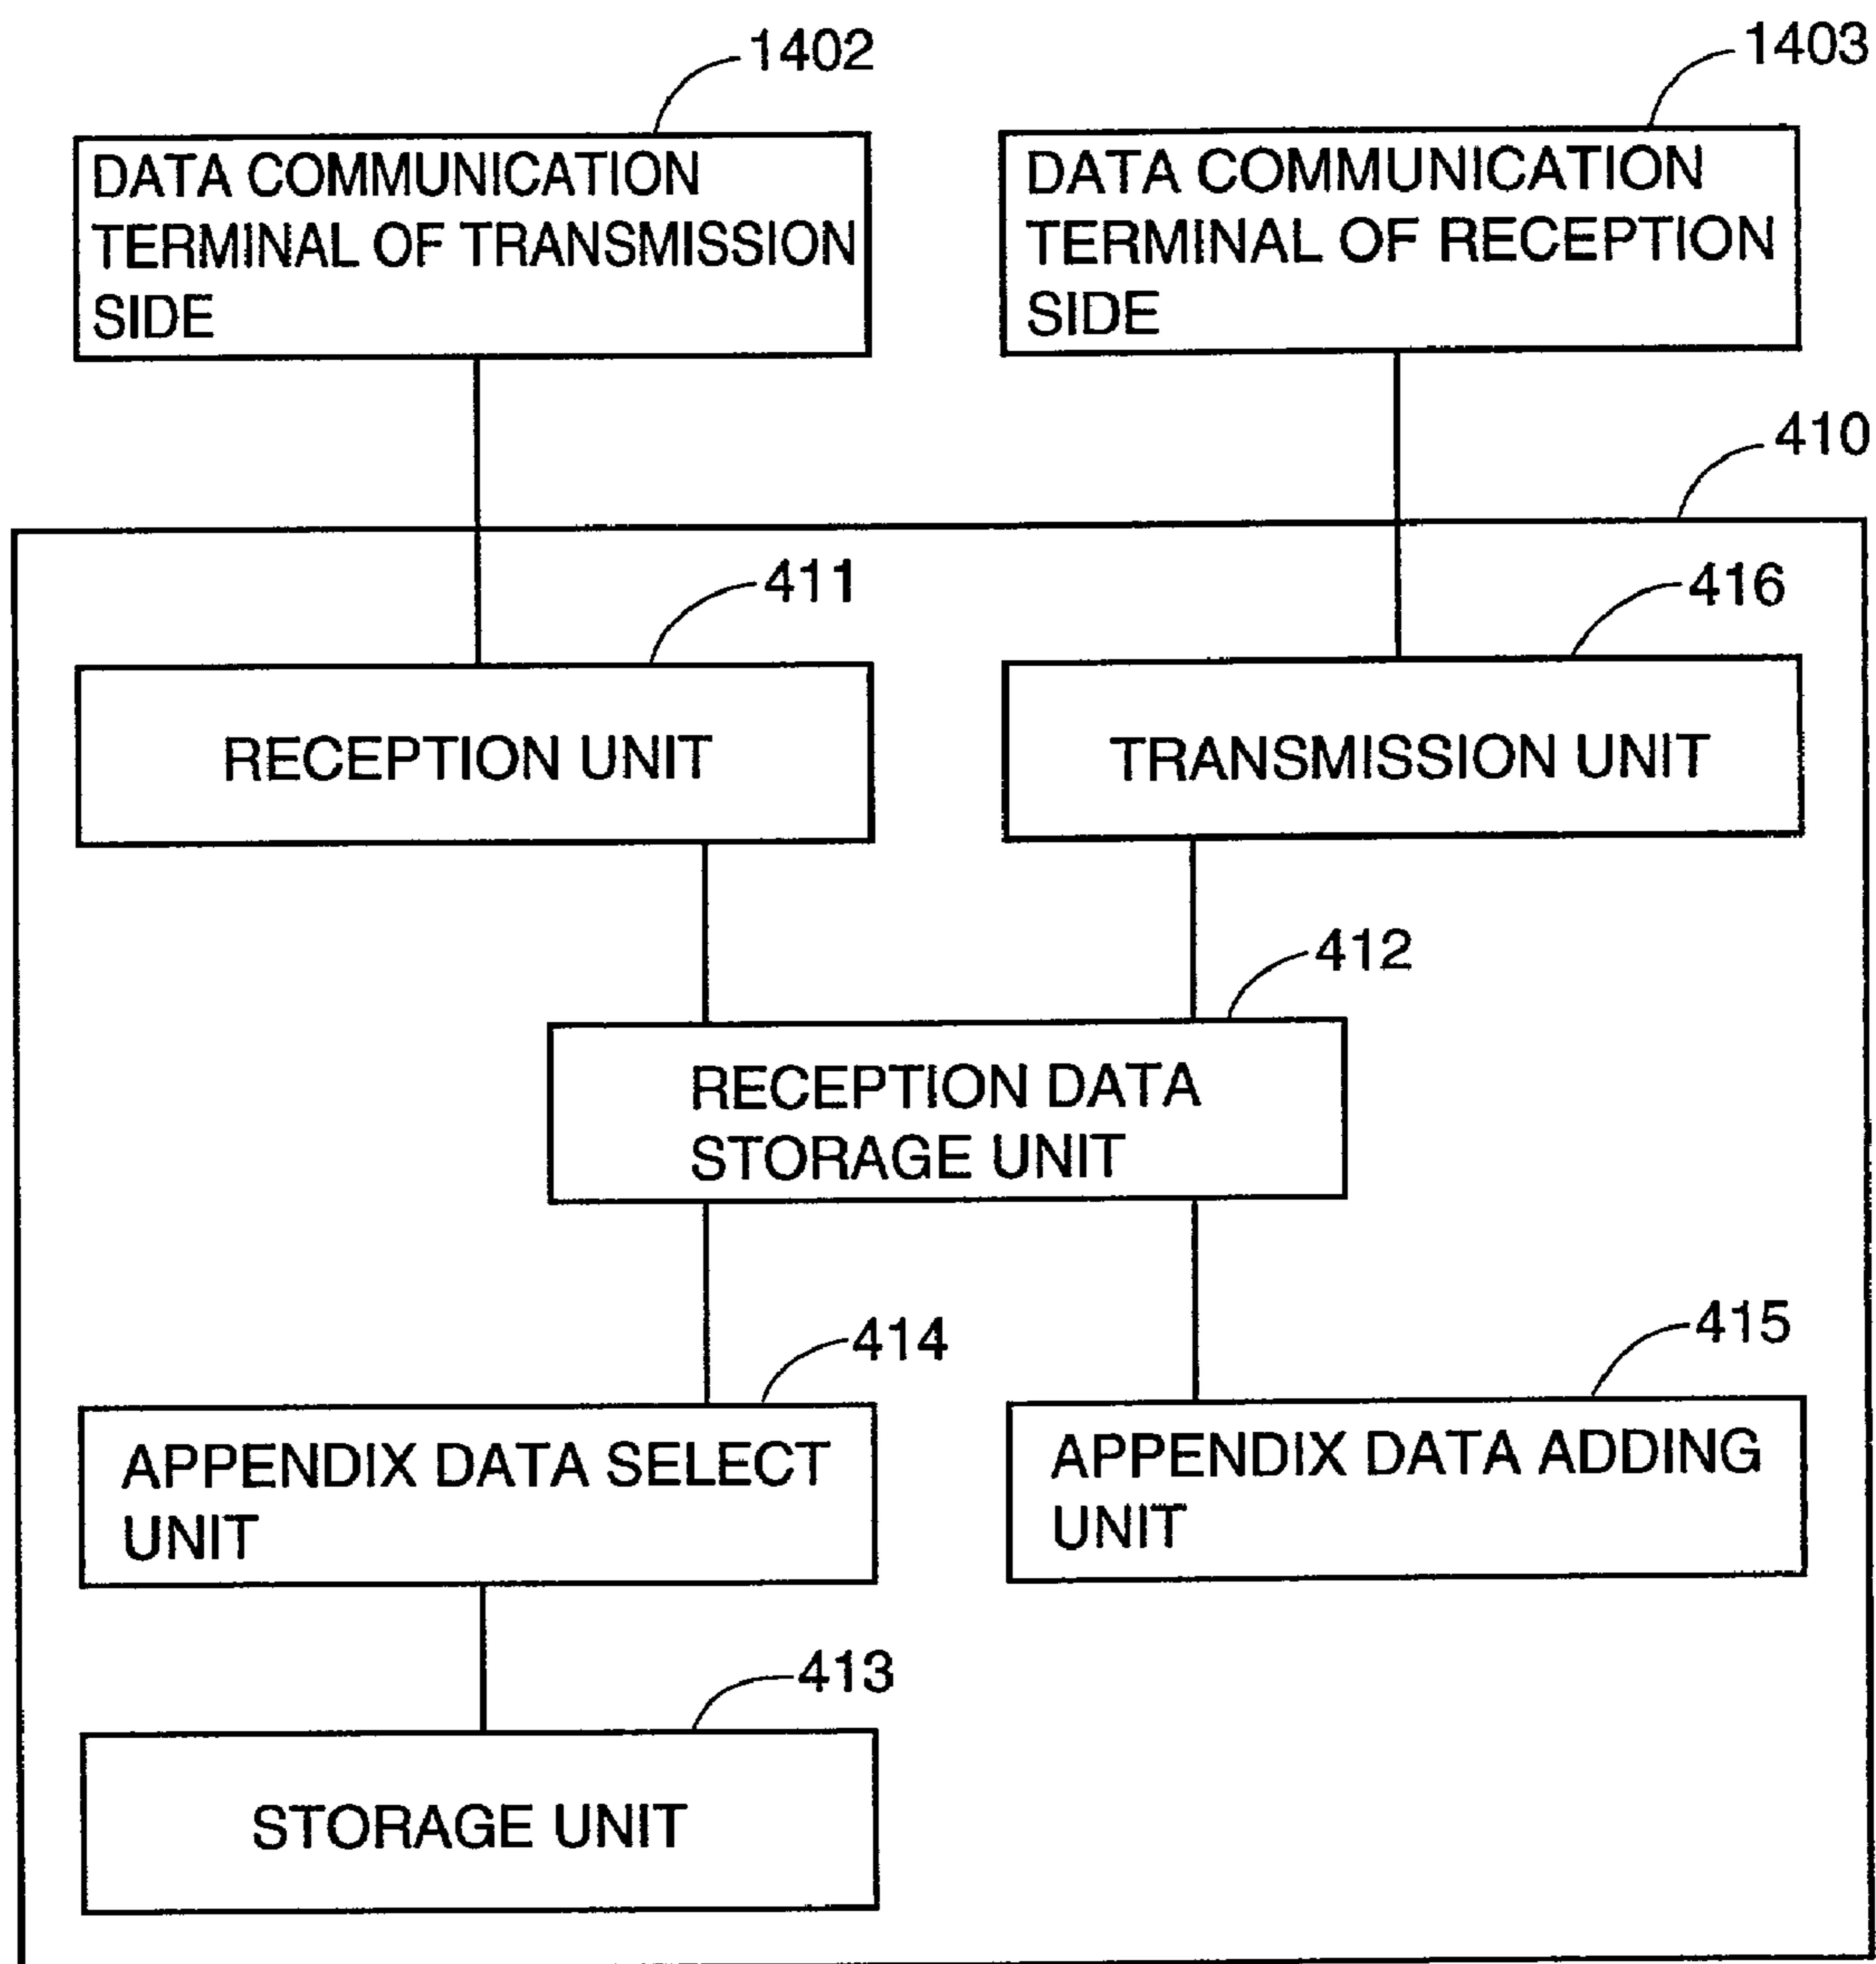 1402
1403
DATA COMMUNICATION
TERMINAL OF TRANSMISSION
SIDE
DATA COMMUNICATION
TERMINAL OF RECEPTION
SIDE
410
411
416
RECEPTION UNIT
TRANSMISSION UNIT
412
RECEPTION DATA
STORAGE UNIT
414
415
APPENDIX DATA SELECT
UNIT
APPENDIX DATA ADDING
UNIT
413
STORAGE UNIT